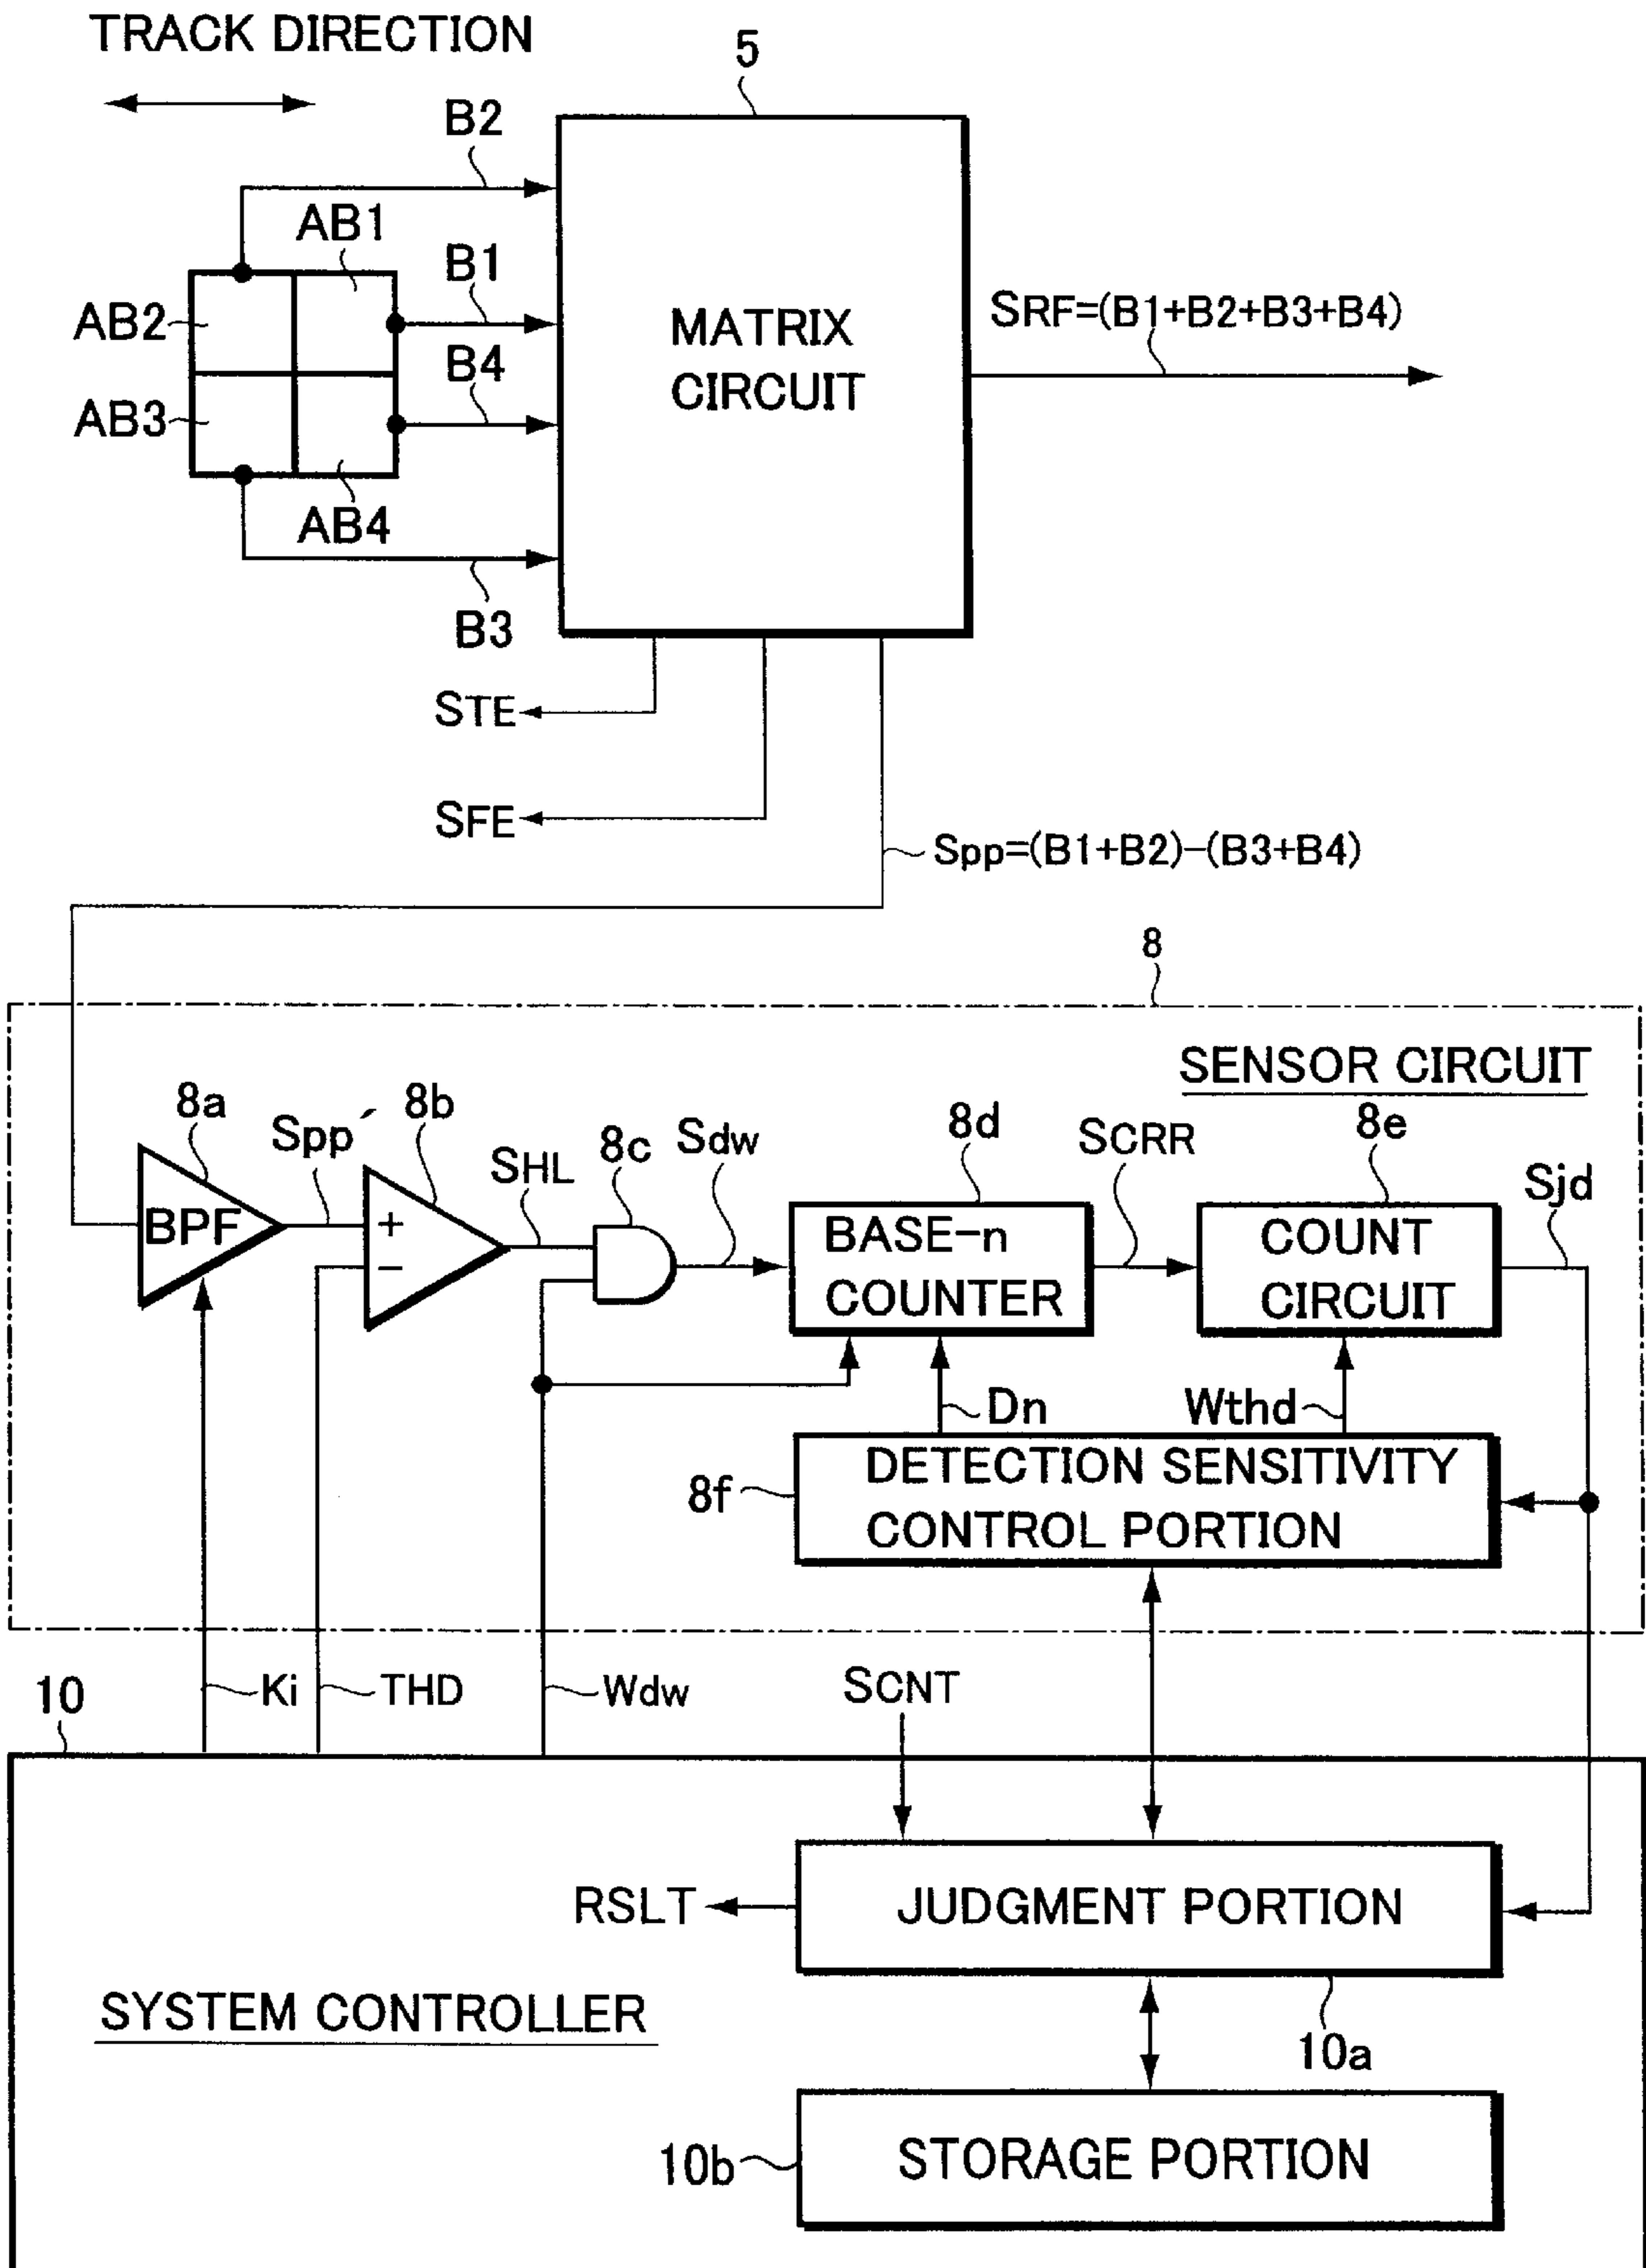 TRACK DIRECTION
5
B2
AB1
B1
AB2
MATRIX
CIRCUIT
SRF=(B1+B2+B3+B4)
B4
AB3
AB4
B3
STE
SFE
Spp=(B1+B2)-(B3+B4)
8
SENSOR CIRCUIT
8a
Spp´
8b
SHL
8c
Sdw
8d
SCRR
8e
Sjd
BPF
+
−
BASE-n
COUNTER
COUNT
CIRCUIT
Dn
Wthd
8f
DETECTION SENSITIVITY
CONTROL PORTION
10
Ki
THD
Wdw
SCNT
RSLT
JUDGMENT PORTION
SYSTEM CONTROLLER
10a
10b
STORAGE PORTION